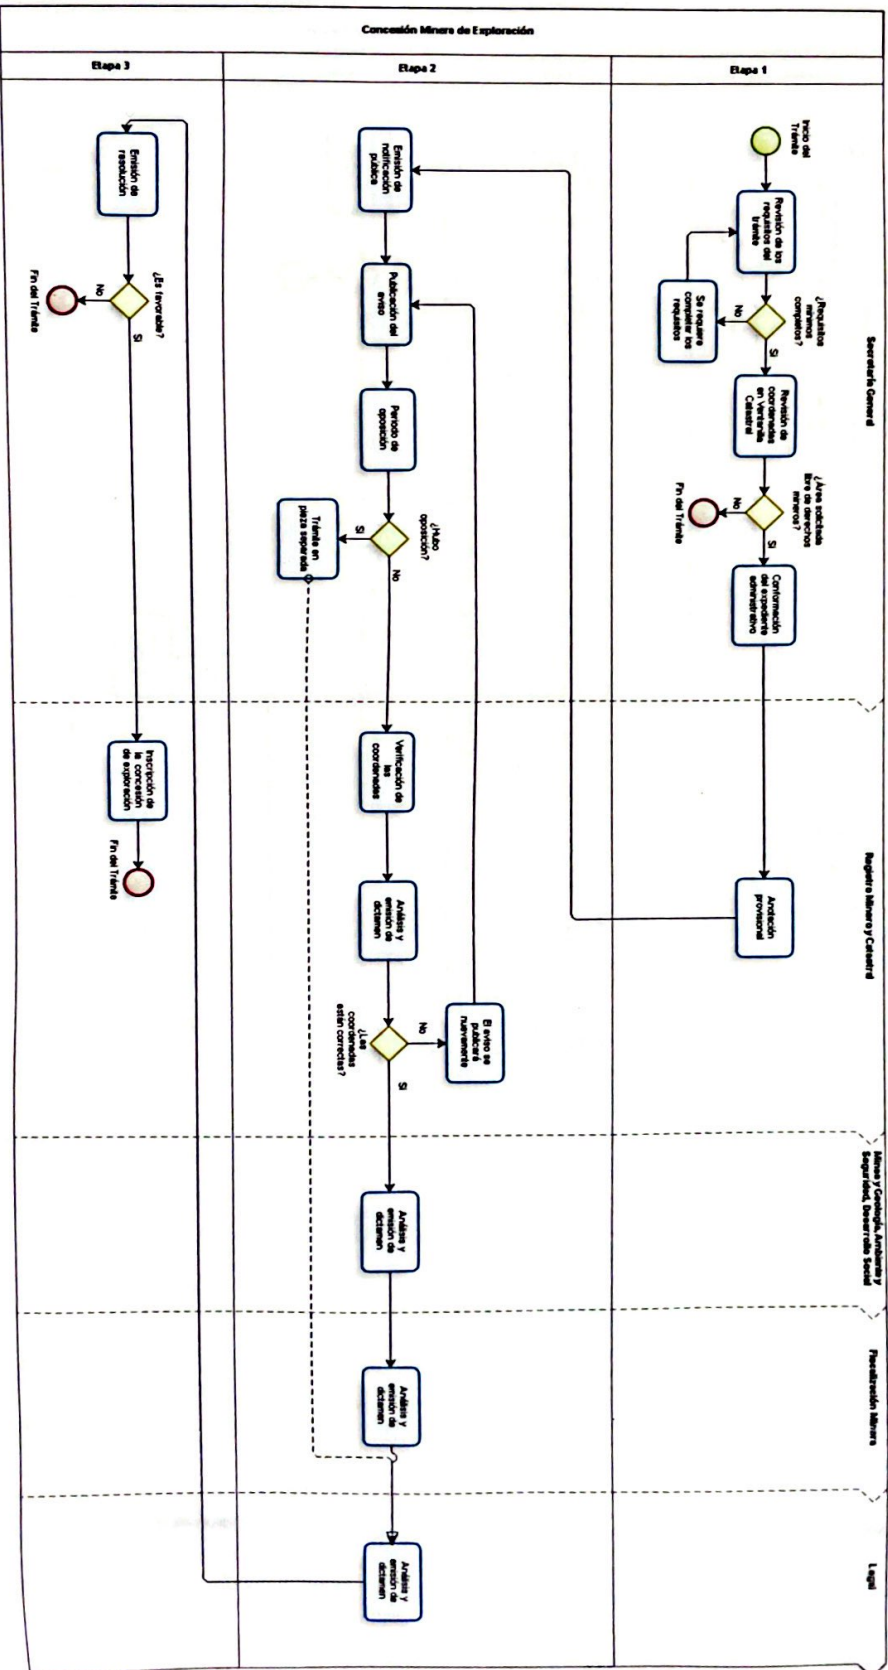 Concesión Minera de Exploración
Secretaría General
Registro Minero y Catastral
Minas y Geología, Ambiente y
Seguridad, Desarrollo Social
Fiscalización Minera
Legal
Etapa 1
Inicio del
Trámite
Revisión de los
requisitos del
trámite
¿Requisitos
mínimos
completos?
No
Si
Se requiere
completar los
requisitos
Revisión de
coordenadas
en Ventanilla
Catastral
¿Área solicitada
libre de derechos
mineros?
No
Si
Fin del Trámite
Conformación
del expediente
administrativo
Anotación
provisional
Etapa 2
Emisión de
notificación
pública
Publicación del
aviso
Período de
oposición
¿Hubo
oposición?
Si
No
Trámite en
pieza separada
Verificación de
las
coordenadas
Análisis y
emisión de
dictamen
El aviso se
publicará
nuevamente
No
Si
¿Las
coordenadas
están correctas?
Análisis y
emisión de
dictamen
Análisis y
emisión de
dictamen
Análisis y
emisión de
dictamen
Etapa 3
Emisión de
resolución
¿Es favorable?
No
Si
Fin del Trámite
Inscripción de
la concesión
de exploración
Fin del Trámite